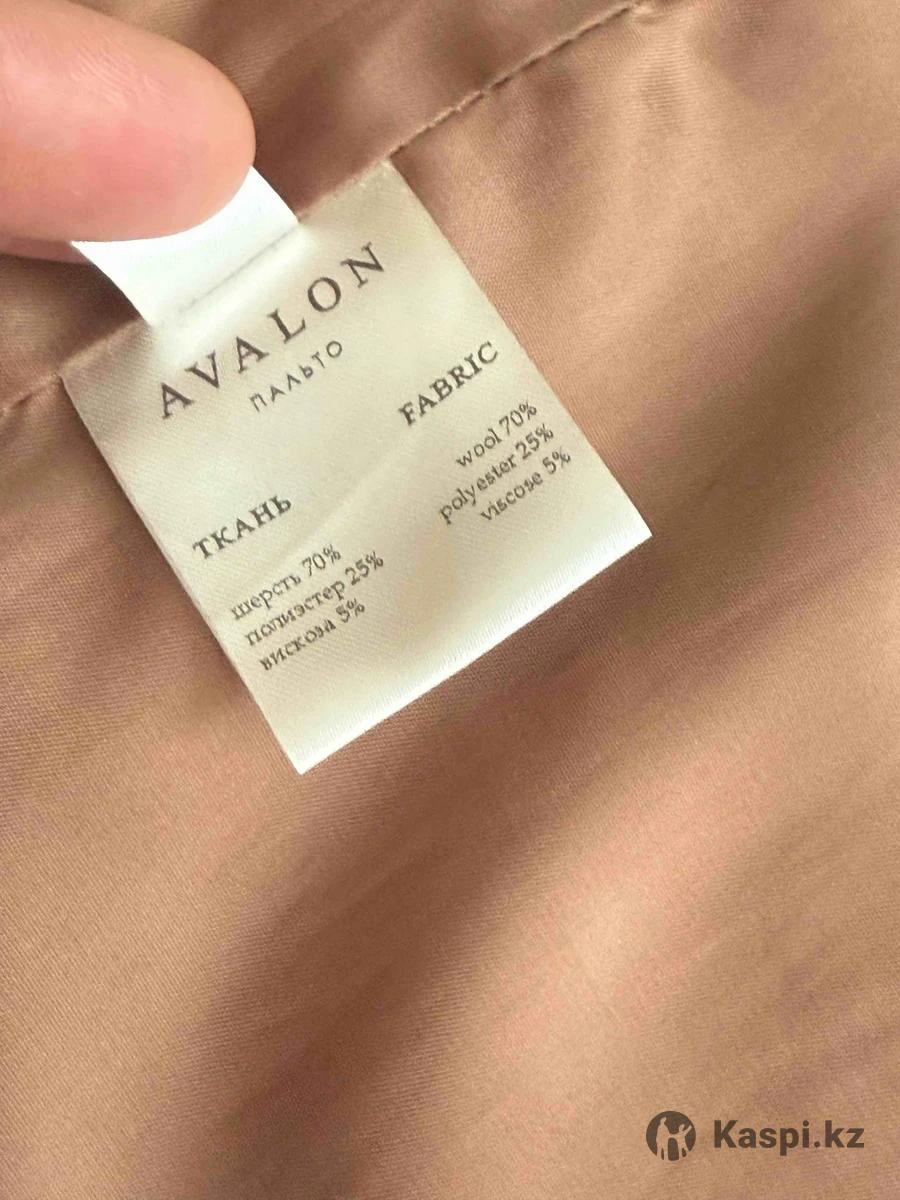 AVALON
ПАЛЬТО
ТКАНЬ
шерсть 70%
полиэстер 25%
вискоза 5%
FABRIC
wool 70%
polyester 25%
viscose 5%
Kaspi.kz